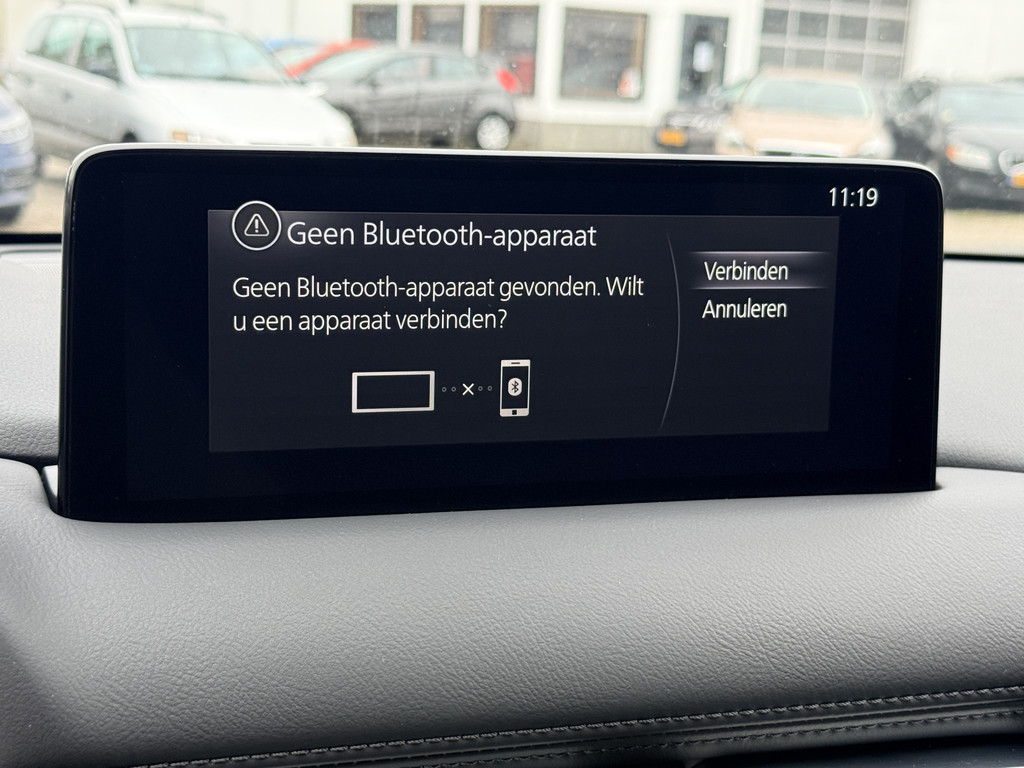 11:19
Geen Bluetooth-apparaat
Geen Bluetooth-apparaat gevonden. Wilt
u een apparaat verbinden?
Verbinden
Annuleren